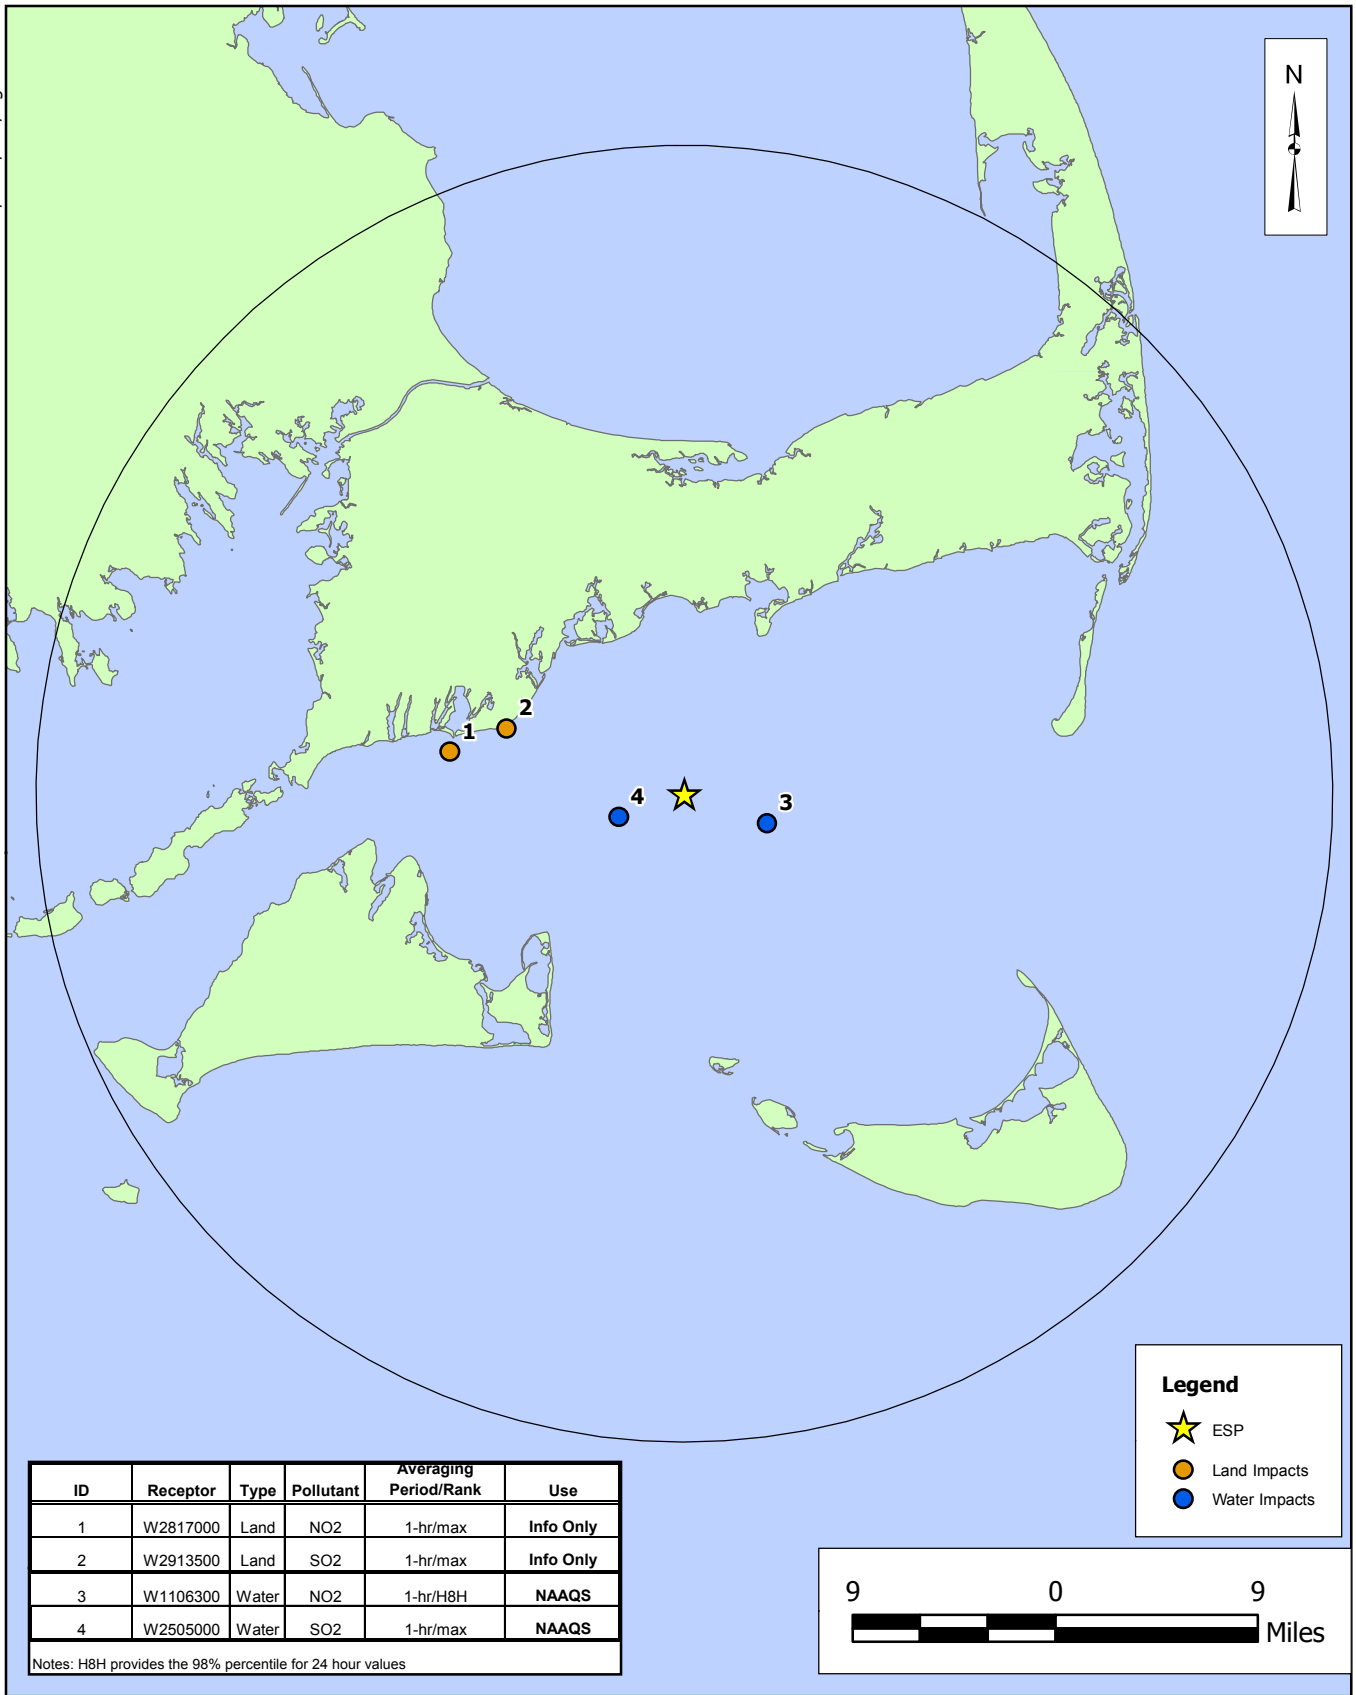 N
2
1
4
3
Legend
ESP
Land Impacts
Water Impacts
ID Receptor Type Pollutant Averaging Period/Rank Use
1 W2817000 Land NO2 1-hr/max Info Only
2 W2913500 Land SO2 1-hr/max Info Only
3 W1106300 Water NO2 1-hr/H8H NAAQS
4 W2505000 Water SO2 1-hr/max NAAQS
Notes: H8H provides the 98% percentile for 24 hour values
9 0 9
Miles